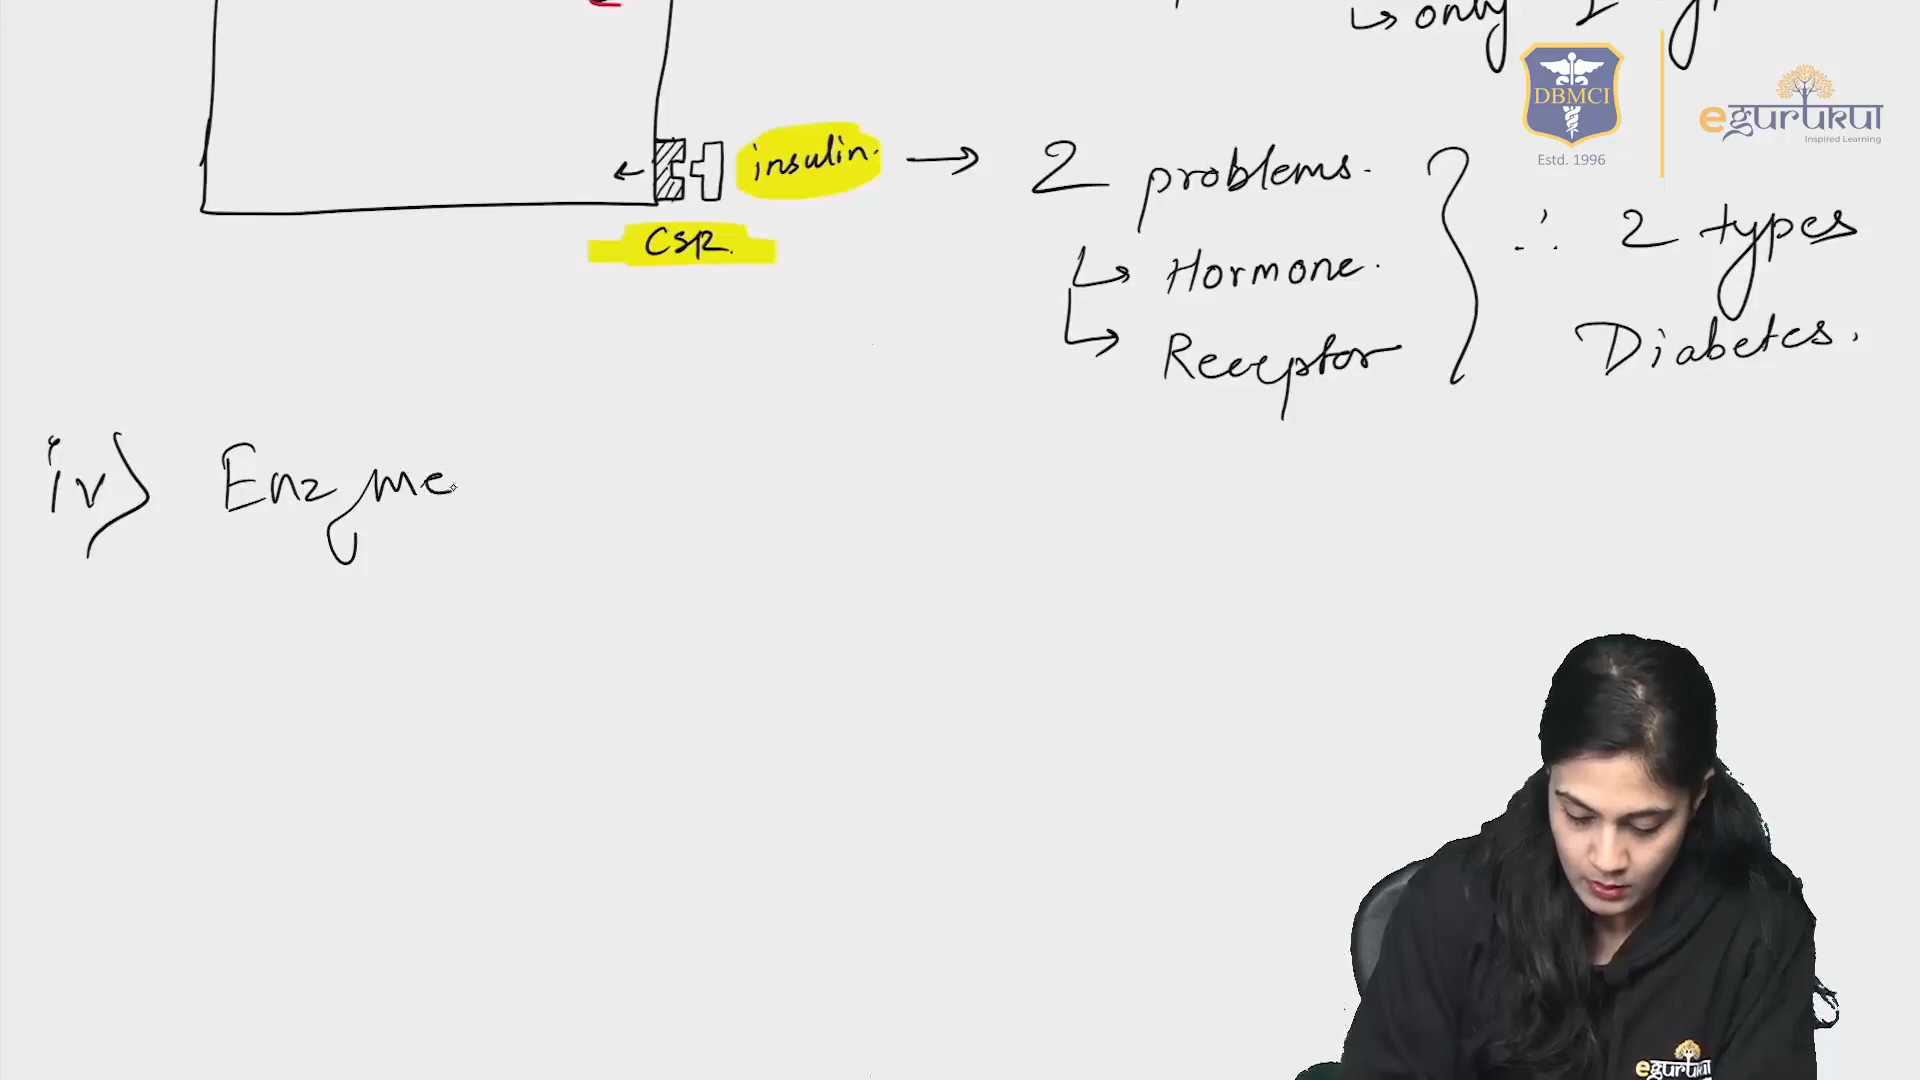 ↳ only 1
DBMCI
Estd. 1996
egurukul
Inspired Learning
insulin. → 2 problems.
CSR.
↳ Hormone.
↳ Receptor
∴ 2 types
Diabetes.
iv) Enzyme
egurukul